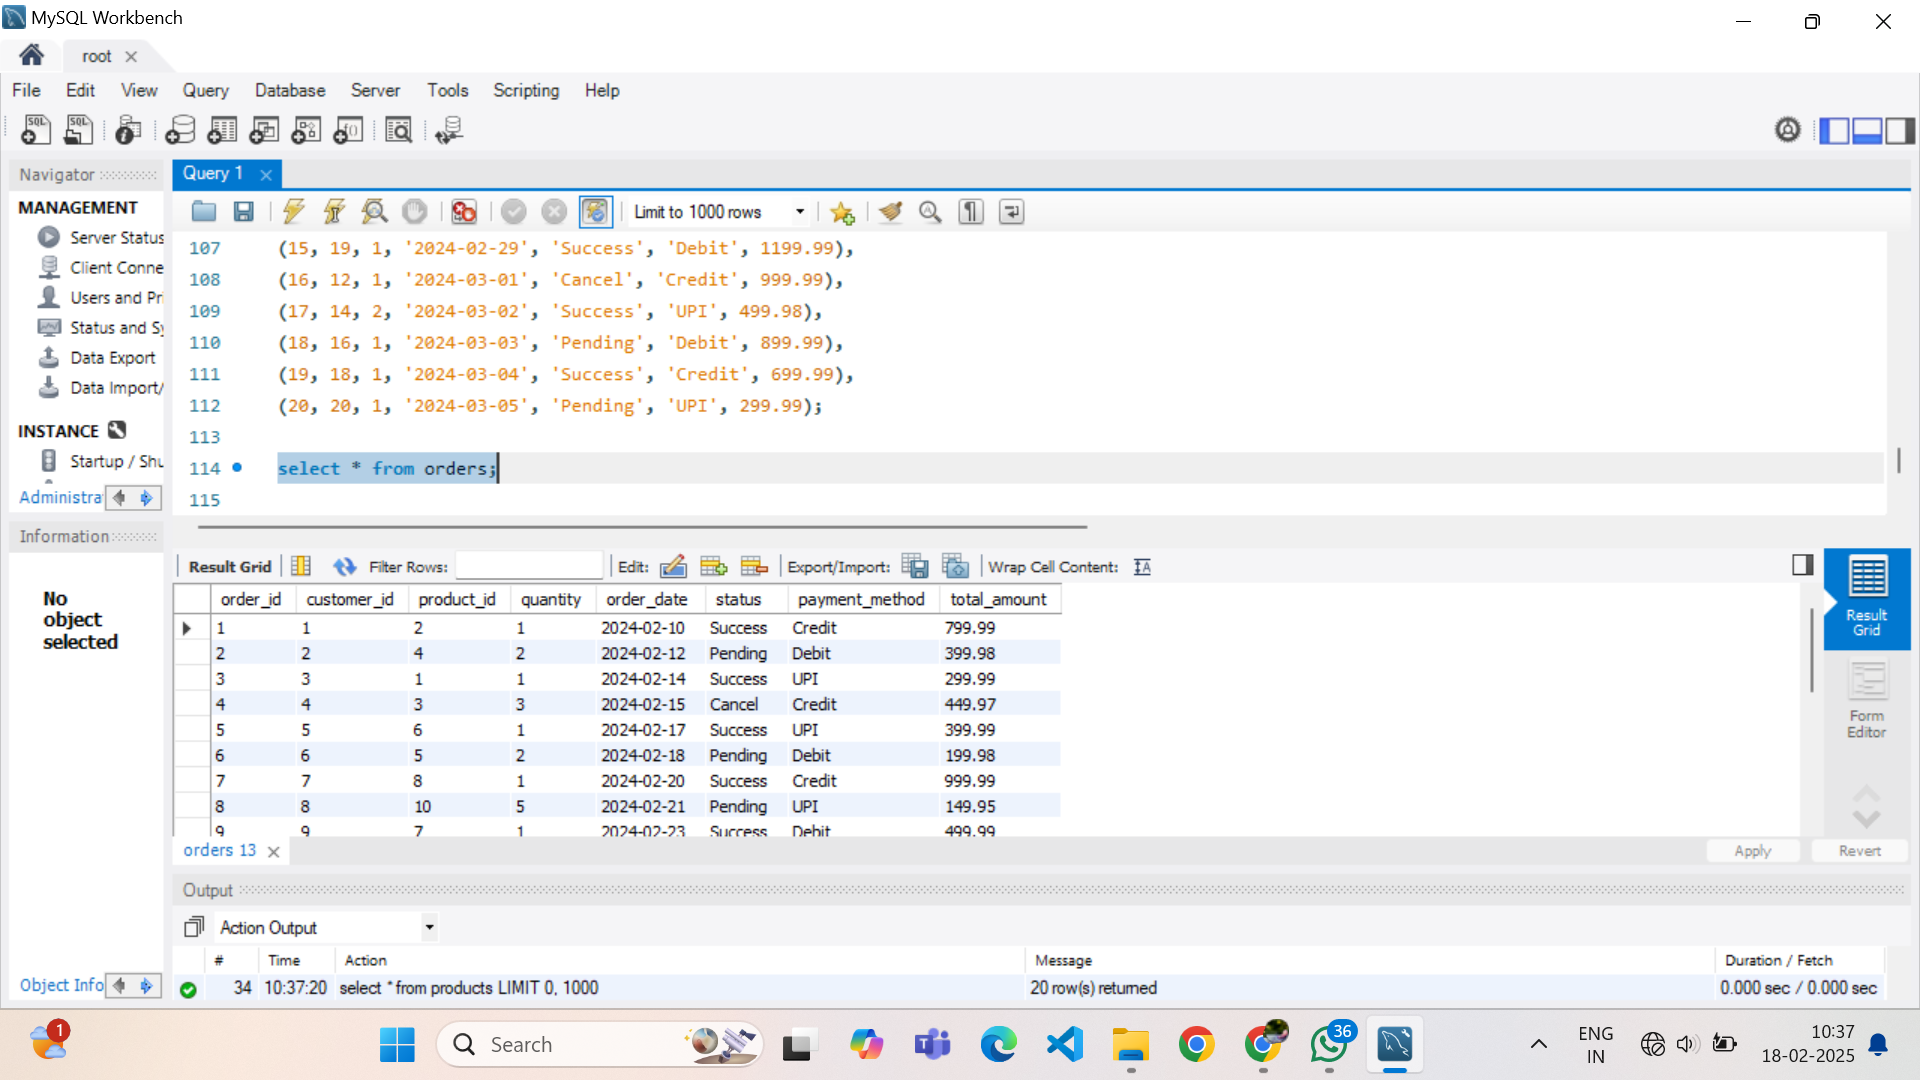 MySQL Workbench
root
File Edit View Query Database Server Tools Scripting Help
Navigator
MANAGEMENT
Server Status
Client Conne
Users and Pri
Status and Sy
Data Export
Data Import/
INSTANCE
Startup / Shu
Administra
Information
No
object
selected
Object Info
Query 1
Limit to 1000 rows
107 (15, 19, 1, '2024-02-29', 'Success', 'Debit', 1199.99),
108 (16, 12, 1, '2024-03-01', 'Cancel', 'Credit', 999.99),
109 (17, 14, 2, '2024-03-02', 'Success', 'UPI', 499.98),
110 (18, 16, 1, '2024-03-03', 'Pending', 'Debit', 899.99),
111 (19, 18, 1, '2024-03-04', 'Success', 'Credit', 699.99),
112 (20, 20, 1, '2024-03-05', 'Pending', 'UPI', 299.99);
113
114 select * from orders;
115
Result Grid Filter Rows: Edit: Export/Import: Wrap Cell Content:
order_id customer_id product_id quantity order_date status payment_method total_amount
1 1 2 1 2024-02-10 Success Credit 799.99
2 2 4 2 2024-02-12 Pending Debit 399.98
3 3 1 1 2024-02-14 Success UPI 299.99
4 4 3 3 2024-02-15 Cancel Credit 449.97
5 5 6 1 2024-02-17 Success UPI 399.99
6 6 5 2 2024-02-18 Pending Debit 199.98
7 7 8 1 2024-02-20 Success Credit 999.99
8 8 10 5 2024-02-21 Pending UPI 149.95
9 9 7 1 2024-02-23 Success Debit 499.99
Result
Grid
Form
Editor
orders 13
Apply Revert
Output
Action Output
# Time Action Message Duration / Fetch
34 10:37:20 select * from products LIMIT 0, 1000 20 row(s) returned 0.000 sec / 0.000 sec
1
Search
36
ENG
IN
10:37
18-02-2025